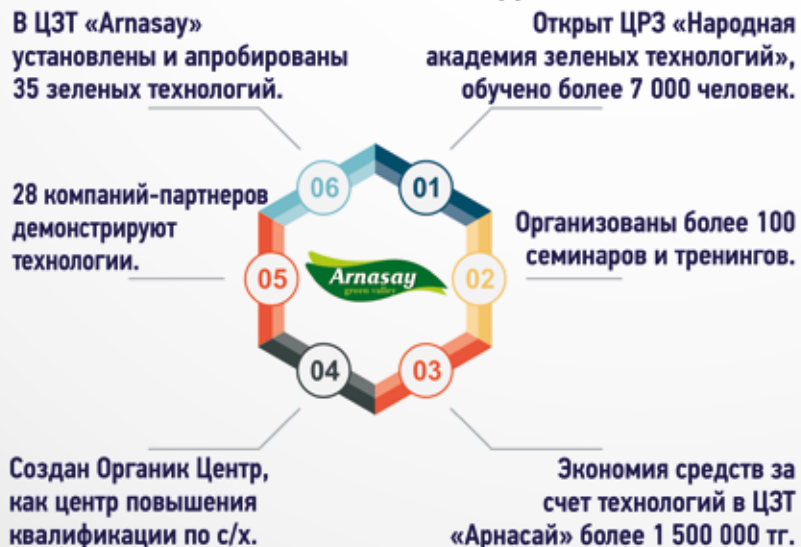 В ЦЗТ «Arnasay»
установлены и апробированы
35 зеленых технологий.
Открыт ЦРЗ «Народная
академия зеленых технологий»,
обучено более 7 000 человек.
06
01
28 компаний-партнеров
демонстрируют
технологии.
Организованы более 100
семинаров и тренингов.
05
Arnasay
green valley
02
04
03
Создан Органик Центр,
как центр повышения
квалификации по с/х.
Экономия средств за
счет технологий в ЦЗТ
«Арнасай» более 1 500 000 тг.